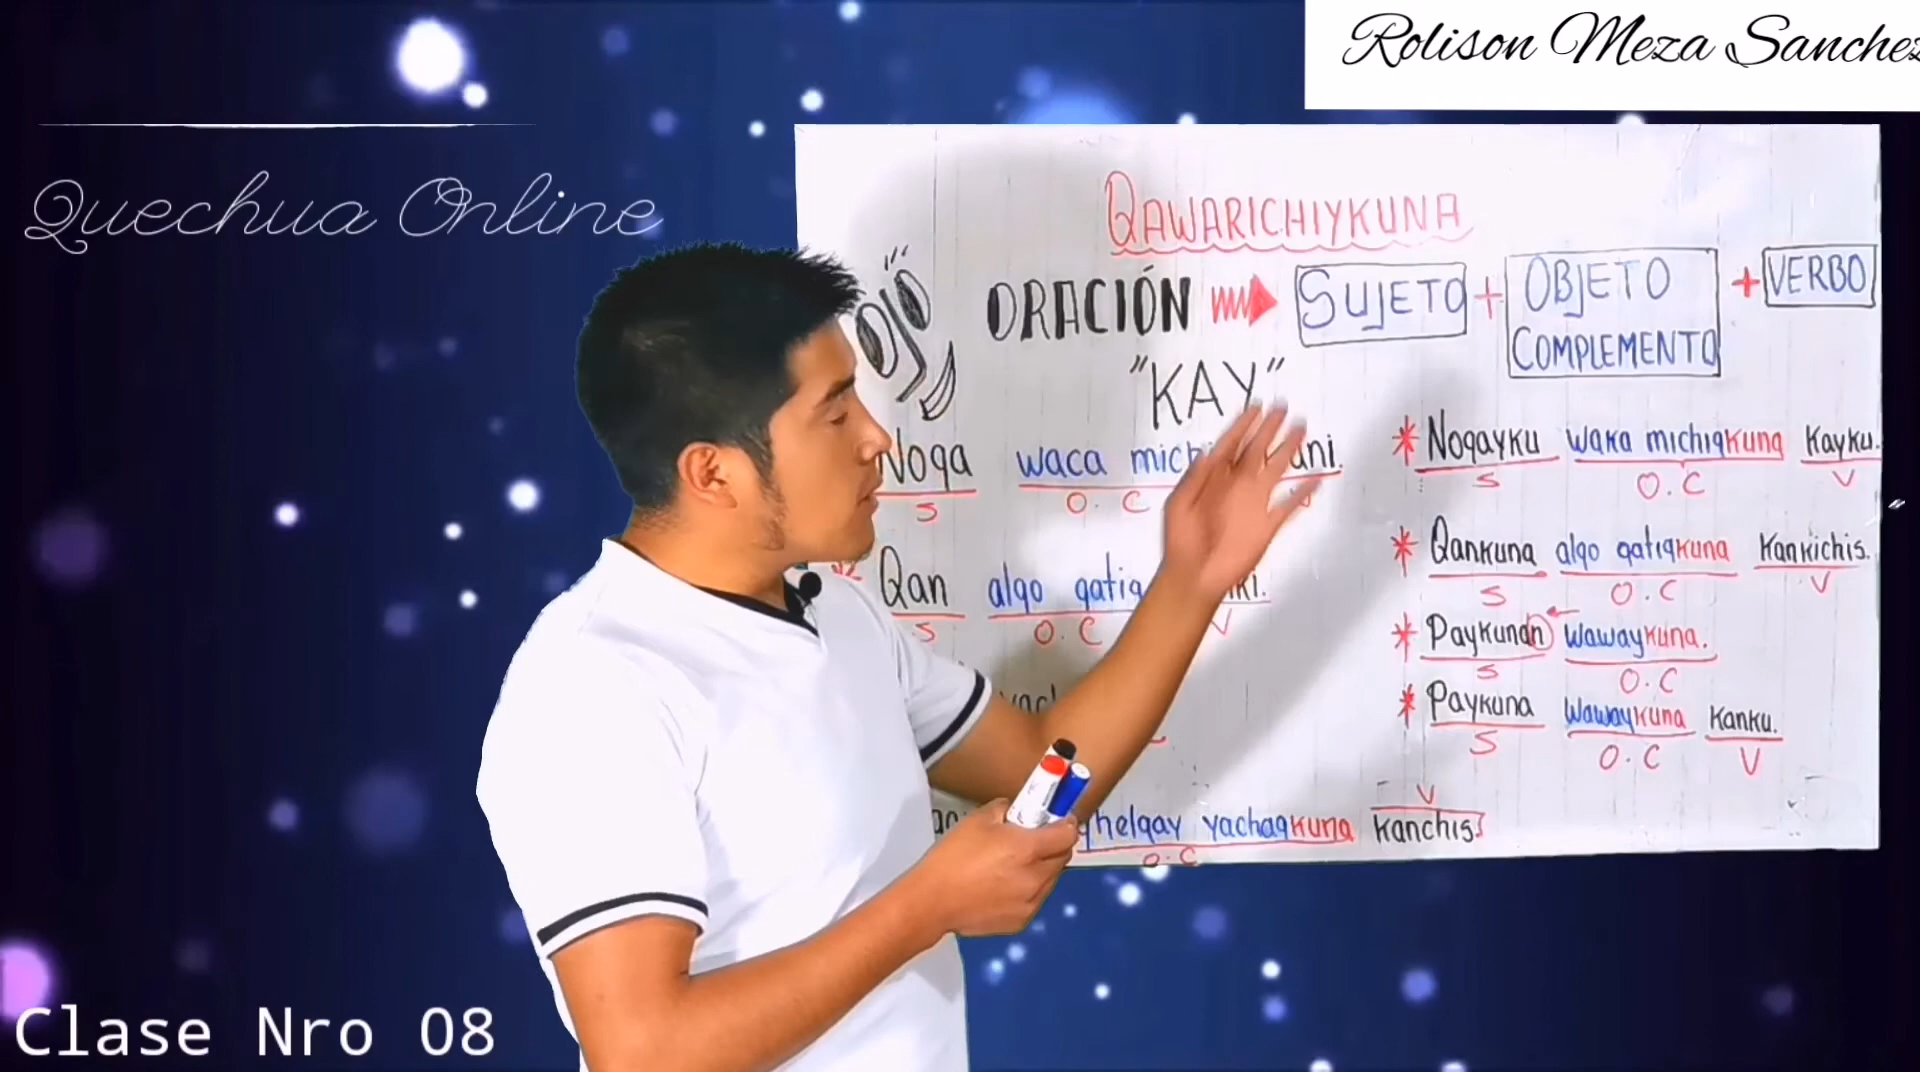 Rolison Meza Sanchez
Quechua Online
QAWARICHIYKUNA
OJO
ORACIÓN SUJETO + OBJETO COMPLEMENTO + VERBO
"KAY"
Noqa waca
S O. C
Qan algo
S O. C V
* Noqayku waka michiqkuna kayku.
S O.C V
* Qankuna algo qatiqkuna kankichis.
S O.C V
* Paykunan wawaykuna.
S O.C
* Paykuna wawaykuna kanku.
S O.C V
qhelqay yachaqkuna kanchis.
O.C V
Clase Nro 08